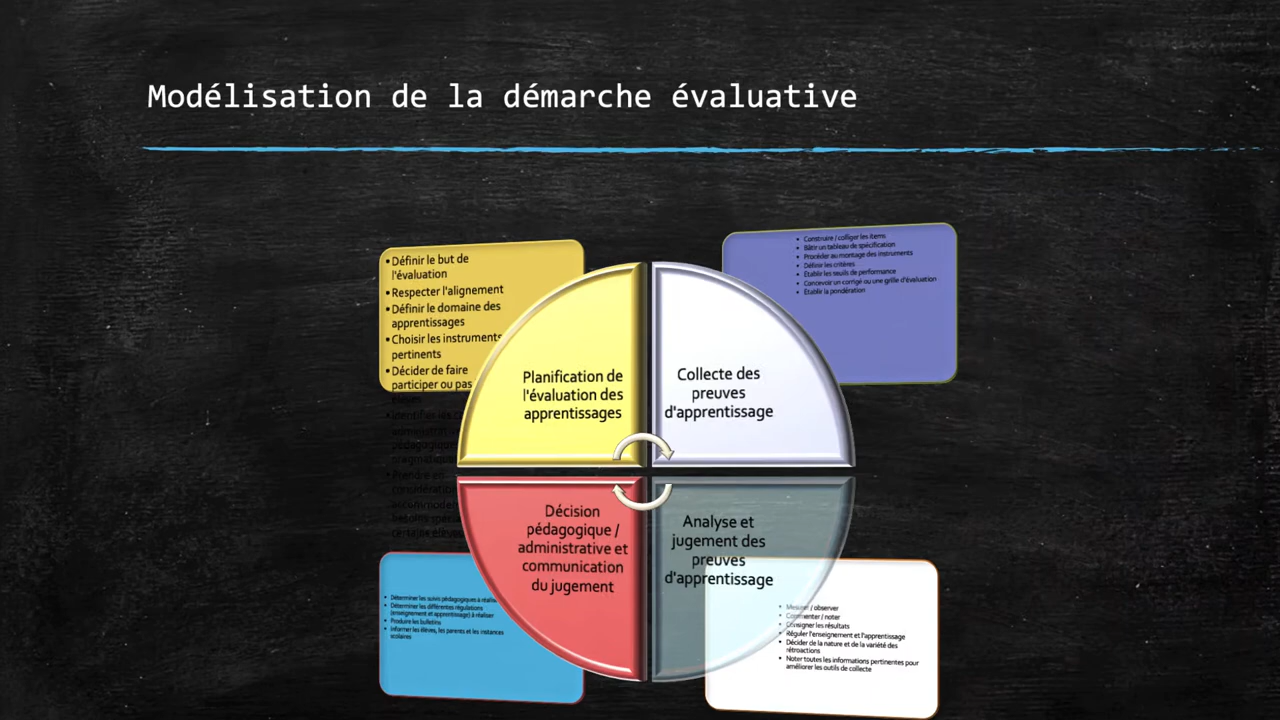 Modélisation de la démarche évaluative
• Définir le but de
l'évaluation
• Respecter l'alignement
• Définir le domaine des
apprentissages
• Choisir les instruments
pertinents
• Décider de faire
participer ou pas
• Construire / colliger les items
• Bâtir un tableau de spécification
• Procéder au montage des instruments
• Définir les critères
• Établir les seuils de performance
• Concevoir un corrigé ou une grille d'évaluation
• Établir la pondération
Planification de
l'évaluation des
apprentissages
Collecte des
preuves
d'apprentissage
Décision
pédagogique /
administrative et
communication
du jugement
Analyse et
jugement des
preuves
d'apprentissage
• Déterminer les suivis pédagogiques à
• Déterminer les différentes régulations
(enseignement et apprentissage) à réaliser
• Produire les bulletins
• Informer les élèves, les parents et les instances
scolaires
• Mesurer / observer
• Commenter / noter
• Consigner les résultats
• Réguler l'enseignement et l'apprentissage
• Décider de la nature et de la variété des
rétroactions
• Noter toutes les informations pertinentes pour
améliorer les outils de collecte